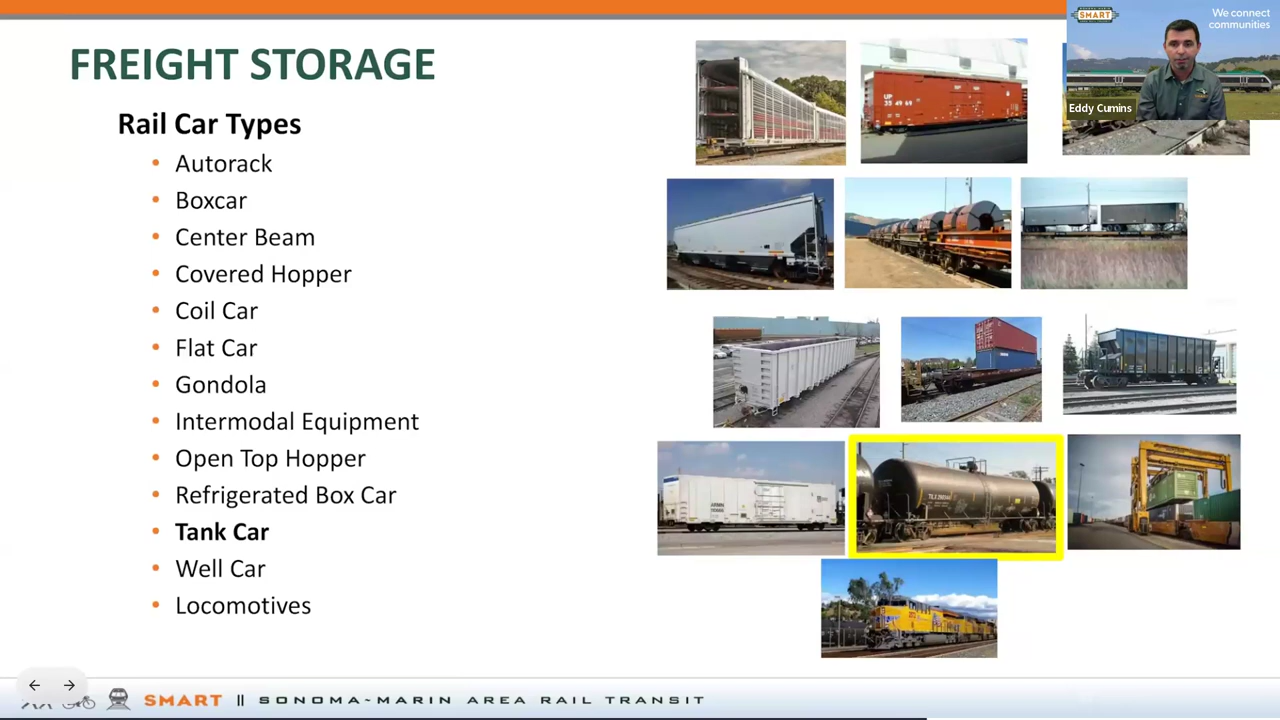 FREIGHT STORAGE
Rail Car Types
• Autorack
• Boxcar
• Center Beam
• Covered Hopper
• Coil Car
• Flat Car
• Gondola
• Intermodal Equipment
• Open Top Hopper
• Refrigerated Box Car
• Tank Car
• Well Car
• Locomotives
UP
SMART
We connect
communities
Eddy Cumins
SMART || SONOMA~MARIN AREA RAIL TRANSIT